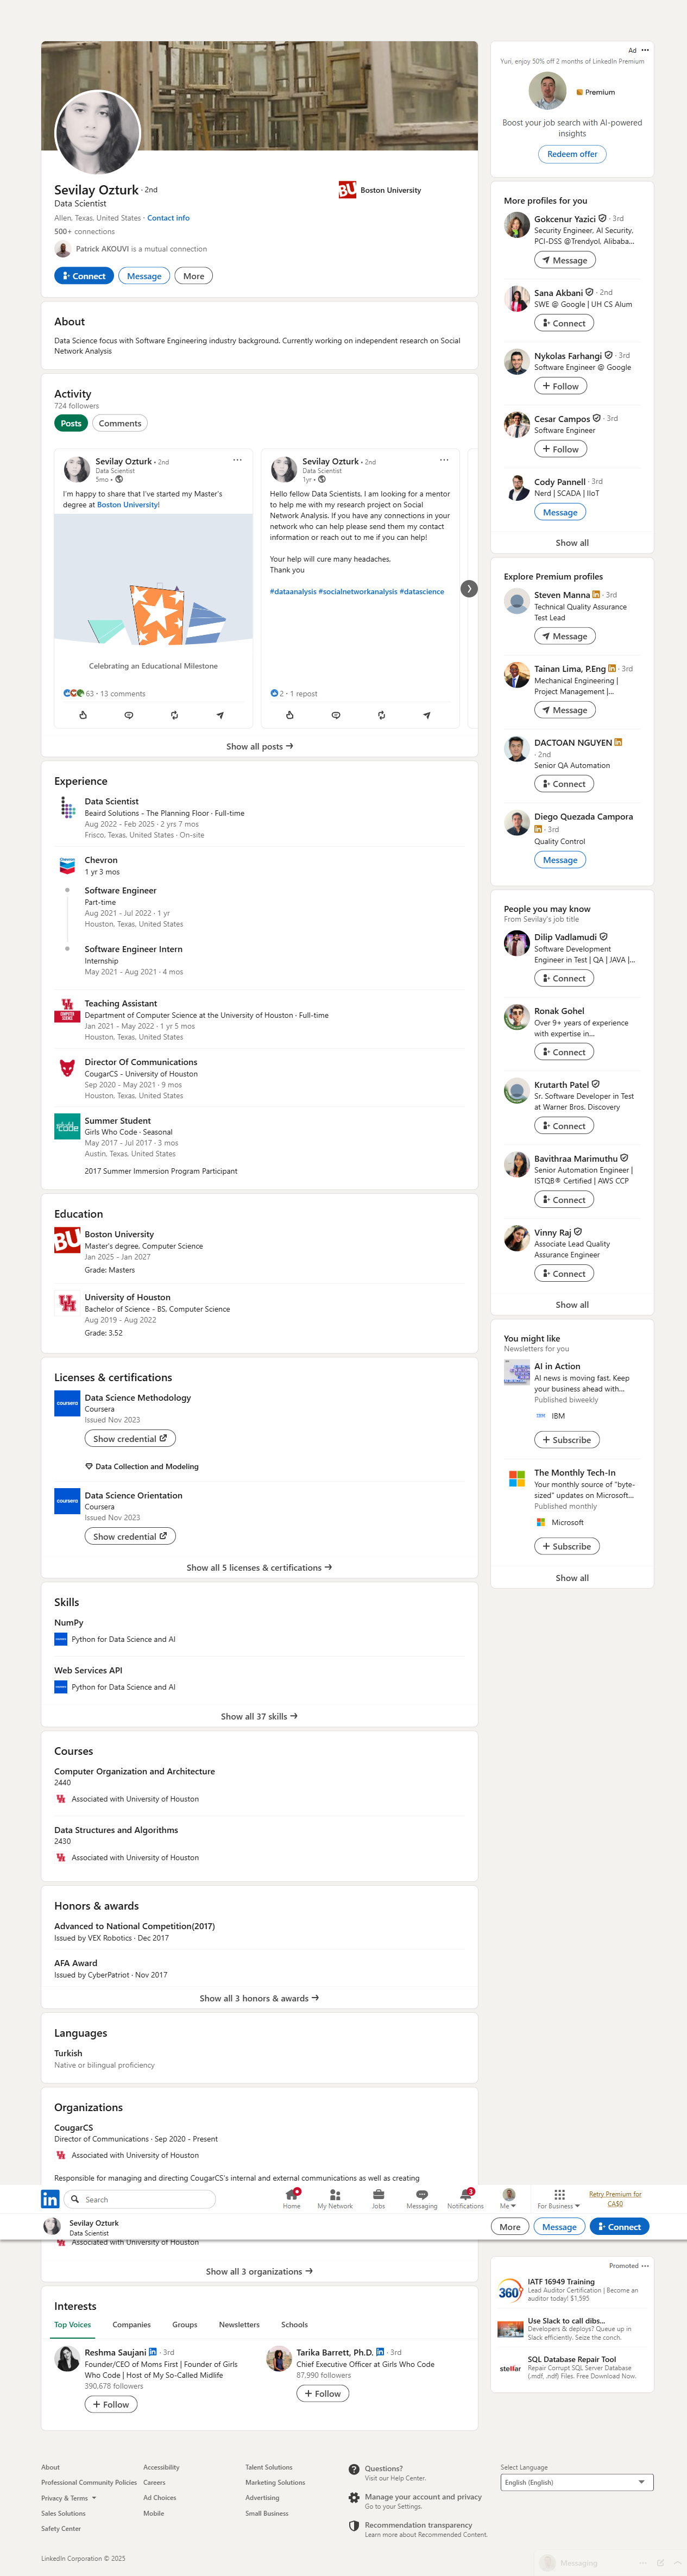 Sevilay Ozturk · 2nd
Data Scientist
Boston University
Allen, Texas, United States · Contact info
500+ connections
Patrick AKOUVI is a mutual connection
Connect
Message
More
About
Data Science focus with Software Engineering industry background. Currently working on independent research on Social
Network Analysis
Activity
724 followers
Posts
Comments
Sevilay Ozturk • 2nd
Data Scientist
5mo •
I'm happy to share that I've started my Master's
degree at Boston University!
Celebrating an Educational Milestone
63 · 13 comments
Sevilay Ozturk • 2nd
Data Scientist
1yr •
Hello fellow Data Scientists, I am looking for a mentor
to help me with my research project on Social
Network Analysis. If you have any connections in your
network who can help please send them my contact
information or reach out to me if you can help!
Your help will cure many headaches,
Thank you
#dataanalysis #socialnetworkanalysis #datascience
2 · 1 repost
Show all posts →
Experience
Data Scientist
Beaird Solutions - The Planning Floor · Full-time
Aug 2022 - Feb 2025 · 2 yrs 7 mos
Frisco, Texas, United States · On-site
Chevron
1 yr 3 mos
Software Engineer
Part-time
Aug 2021 - Jul 2022 · 1 yr
Houston, Texas, United States
Software Engineer Intern
Internship
May 2021 - Aug 2021 · 4 mos
Teaching Assistant
Department of Computer Science at the University of Houston · Full-time
Jan 2021 - May 2022 · 1 yr 5 mos
Houston, Texas, United States
Director Of Communications
CougarCS - University of Houston
Sep 2020 - May 2021 · 9 mos
Houston, Texas, United States
Summer Student
Girls Who Code · Seasonal
May 2017 - Jul 2017 · 3 mos
Austin, Texas, United States
2017 Summer Immersion Program Participant
Education
Boston University
Master's degree, Computer Science
Jan 2025 - Jan 2027
Grade: Masters
University of Houston
Bachelor of Science - BS, Computer Science
Aug 2019 - Aug 2022
Grade: 3.52
Licenses & certifications
Data Science Methodology
Coursera
Issued Nov 2023
Show credential
Data Collection and Modeling
Data Science Orientation
Coursera
Issued Nov 2023
Show credential
Show all 5 licenses & certifications →
Skills
NumPy
Python for Data Science and AI
Web Services API
Python for Data Science and AI
Show all 37 skills →
Courses
Computer Organization and Architecture
2440
Associated with University of Houston
Data Structures and Algorithms
2430
Associated with University of Houston
Honors & awards
Advanced to National Competition(2017)
Issued by VEX Robotics · Dec 2017
AFA Award
Issued by CyberPatriot · Nov 2017
Show all 3 honors & awards →
Languages
Turkish
Native or bilingual proficiency
Organizations
CougarCS
Director of Communications · Sep 2020 - Present
Associated with University of Houston
Responsible for managing and directing CougarCS's internal and external communications as well as creating
Search
Home
My Network
Jobs
Messaging
Notifications
Me
For Business
Retry Premium for
CA$0
Sevilay Ozturk
Data Scientist
More
Message
Connect
Associated with University of Houston
Show all 3 organizations →
Interests
Top Voices
Companies
Groups
Newsletters
Schools
Reshma Saujani · 3rd
Founder/CEO of Moms First | Founder of Girls
Who Code | Host of My So-Called Midlife
390,678 followers
+ Follow
Tarika Barrett, Ph.D. · 3rd
Chief Executive Officer at Girls Who Code
87,990 followers
+ Follow
Ad
Yuri, enjoy 50% off 2 months of LinkedIn Premium
Premium
Boost your job search with AI-powered
insights
Redeem offer
More profiles for you
Gokcenur Yazici · 3rd
Security Engineer, AI Security,
PCI-DSS @Trendyol, Alibaba...
Message
Sana Akbani · 2nd
SWE @ Google | UH CS Alum
Connect
Nykolas Farhangi · 3rd
Software Engineer @ Google
+ Follow
Cesar Campos · 3rd
Software Engineer
+ Follow
Cody Pannell · 3rd
Nerd | SCADA | IIoT
Message
Show all
Explore Premium profiles
Steven Manna · 3rd
Technical Quality Assurance
Test Lead
Message
Tainan Lima, P.Eng · 3rd
Mechanical Engineering |
Project Management |...
Message
DACTOAN NGUYEN
· 2nd
Senior QA Automation
Connect
Diego Quezada Campora
· 3rd
Quality Control
Message
People you may know
From Sevilay's job title
Dilip Vadlamudi
Software Development
Engineer in Test | QA | JAVA |...
Connect
Ronak Gohel
Over 9+ years of experience
with expertise in...
Connect
Krutarth Patel
Sr. Software Developer in Test
at Warner Bros. Discovery
Connect
Bavithraa Marimuthu
Senior Automation Engineer |
ISTQB® Certified | AWS CCP
Connect
Vinny Raj
Associate Lead Quality
Assurance Engineer
Connect
Show all
You might like
Newsletters for you
AI in Action
AI news is moving fast. Keep
your business ahead with...
Published biweekly
IBM
+ Subscribe
The Monthly Tech-In
Your monthly source of "byte-
sized" updates on Microsoft...
Published monthly
Microsoft
+ Subscribe
Show all
Promoted
IATF 16949 Training
Lead Auditor Certification | Become an
auditor today! $1,595
Use Slack to call dibs...
Developers & deploys? Queue up in
Slack efficiently. Seize the conch.
SQL Database Repair Tool
Repair Corrupt SQL Server Database
(.mdf, .ndf) Files. Free Download Now.
About
Accessibility
Talent Solutions
Professional Community Policies
Careers
Marketing Solutions
Privacy & Terms
Ad Choices
Advertising
Sales Solutions
Mobile
Small Business
Safety Center
Questions?
Visit our Help Center.
Manage your account and privacy
Go to your Settings.
Recommendation transparency
Learn more about Recommended Content.
Select Language
English (English)
LinkedIn Corporation © 2025
Messaging